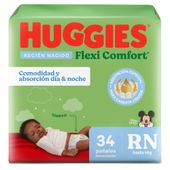 HUGGIES
RECIÉN NACIDO
Flexi Comfort
Comodidad y
absorción día & noche
34
pañales
RN